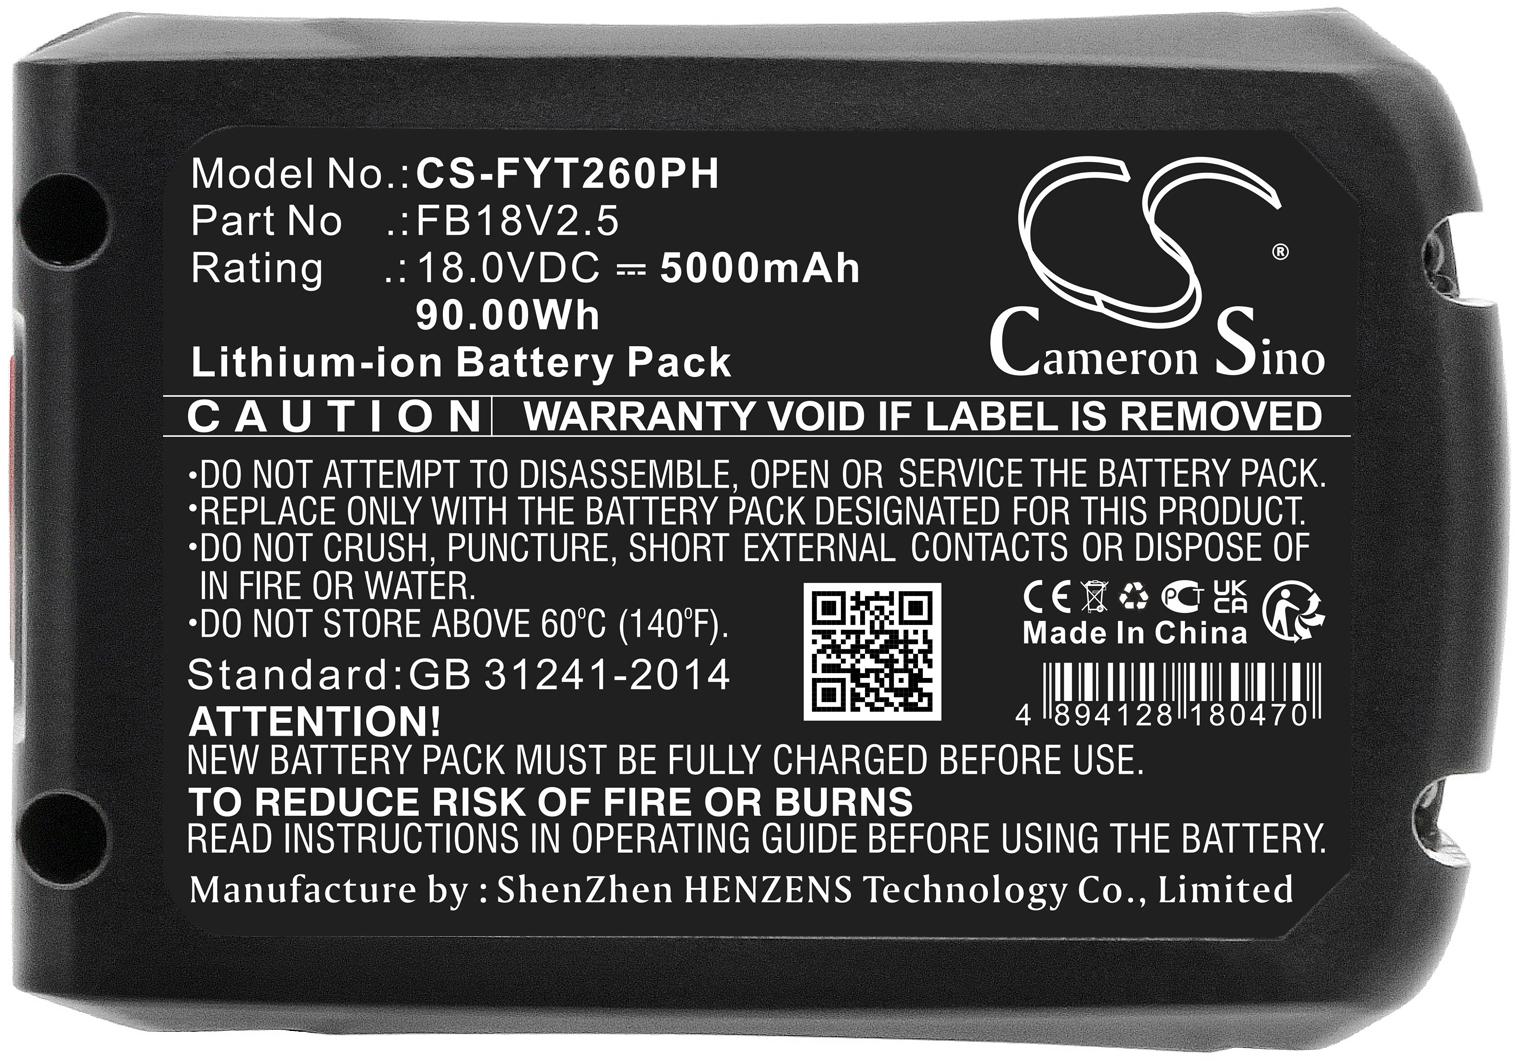 Model No.:CS-FYT260PH
Part No .:FB18V2.5
Rating .:18.0VDC ⎓ 5000mAh
90.00Wh
Lithium-ion Battery Pack
CS
®
Cameron Sino
CAUTION WARRANTY VOID IF LABEL IS REMOVED
•DO NOT ATTEMPT TO DISASSEMBLE, OPEN OR SERVICE THE BATTERY PACK.
•REPLACE ONLY WITH THE BATTERY PACK DESIGNATED FOR THIS PRODUCT.
•DO NOT CRUSH, PUNCTURE, SHORT EXTERNAL CONTACTS OR DISPOSE OF
IN FIRE OR WATER.
•DO NOT STORE ABOVE 60ºC (140ºF).
CE PCT UK CA
Made In China
Standard:GB 31241-2014
4 894128 180470
ATTENTION!
NEW BATTERY PACK MUST BE FULLY CHARGED BEFORE USE.
TO REDUCE RISK OF FIRE OR BURNS
READ INSTRUCTIONS IN OPERATING GUIDE BEFORE USING THE BATTERY.
Manufacture by : ShenZhen HENZENS Technology Co., Limited